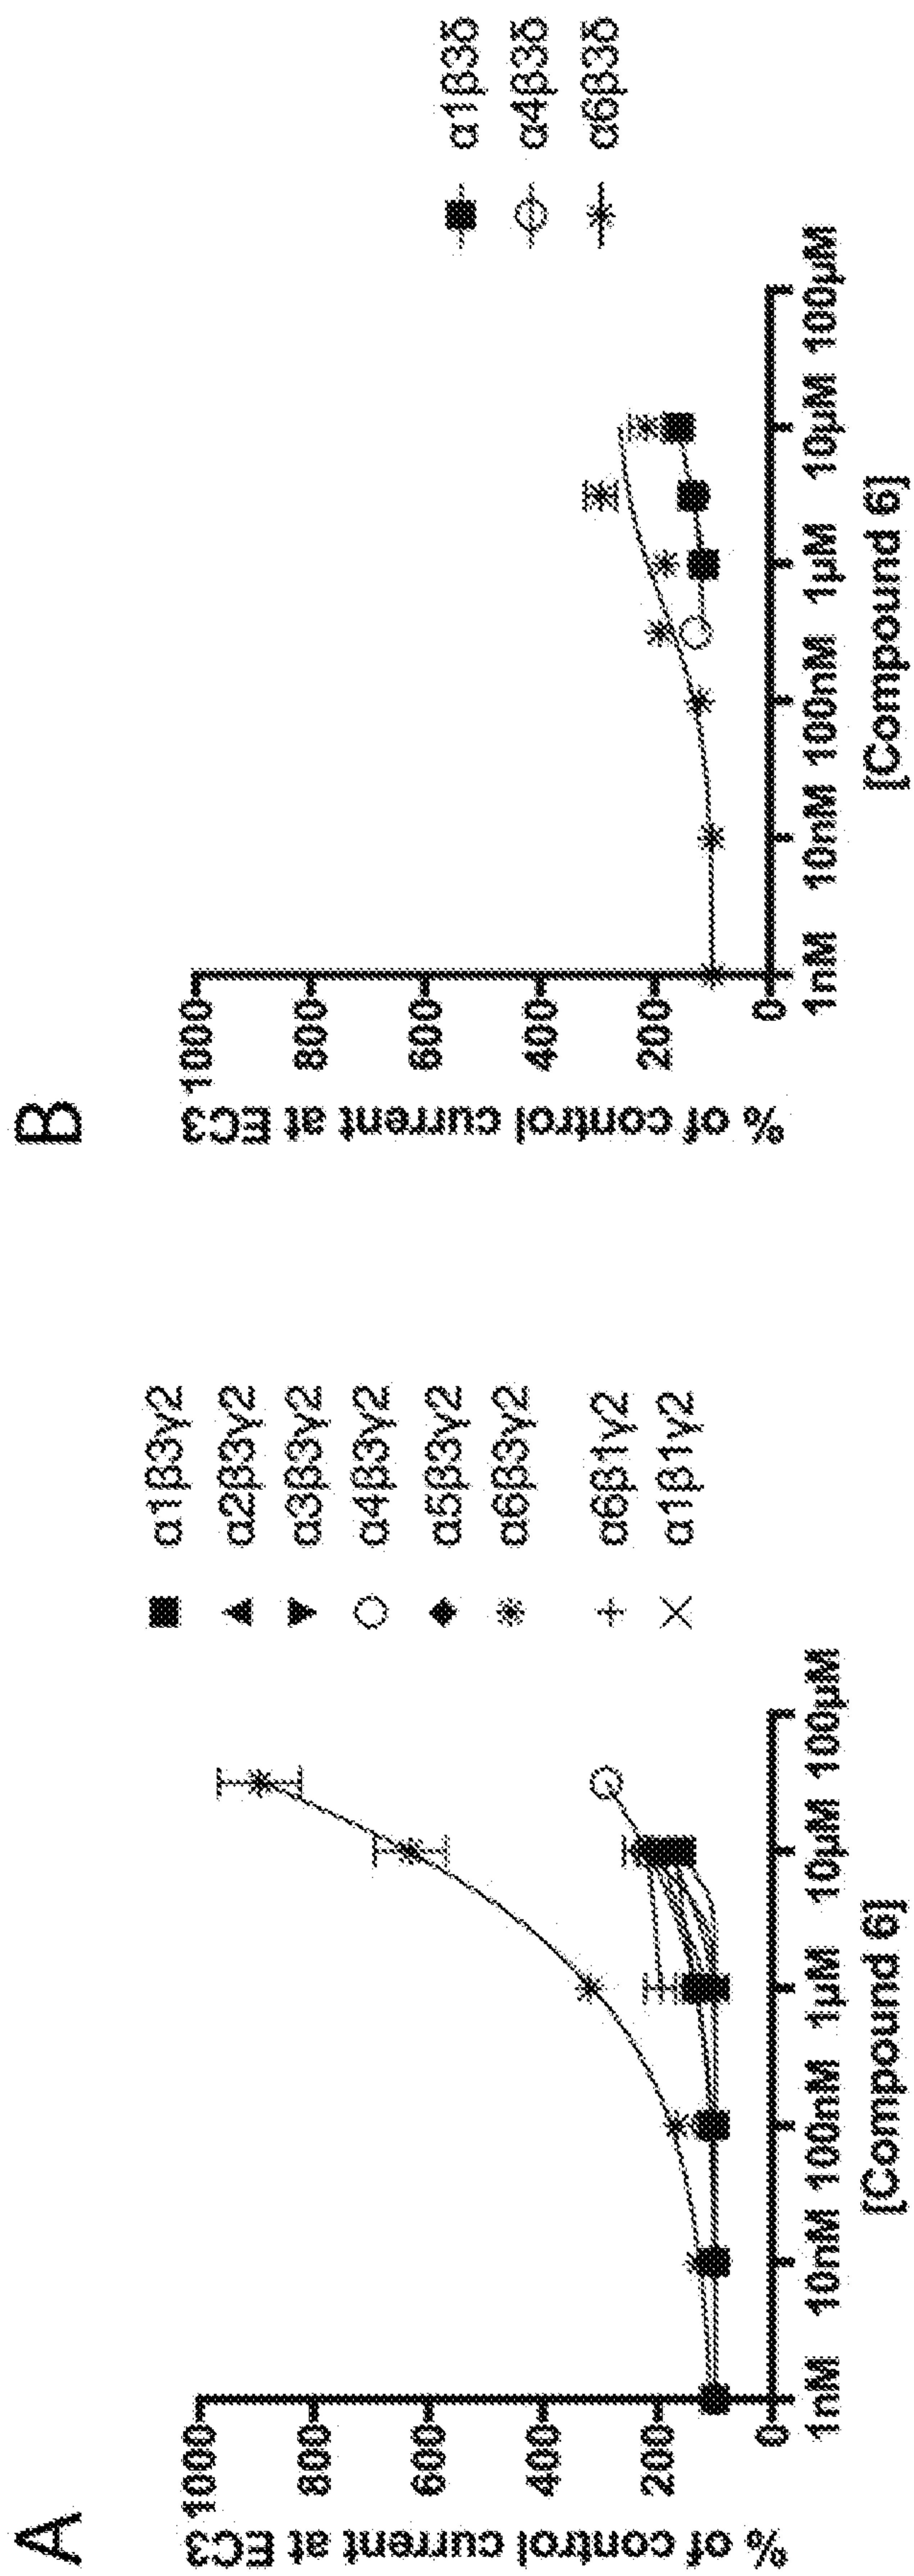 A
% of control current at EC3
1000
800
600
400
200
0
1nM 10nM 100nM 1µM 10µM 100µM
[Compound 6]
α1β3γ2
α2β3γ2
α3β3γ2
α4β3γ2
α5β3γ2
α6β3γ2
α6β1γ2
α1β1γ2
B
% of control current at EC3
1000
800
600
400
200
0
1nM 10nM 100nM 1µM 10µM 100µM
[Compound 6]
α1β3δ
α4β3δ
α6β3δ